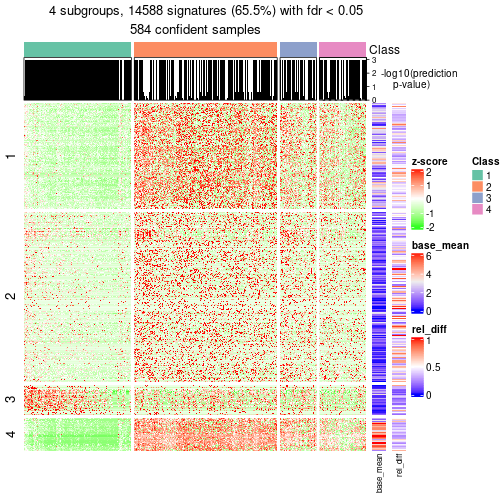 4 subgroups, 14588 signatures (65.5%) with fdr < 0.05
584 confident samples
Class
3
2
1
0
-log10(prediction
p-value)
1
2
3
4
z-score
2
1
0
-1
-2
Class
1
2
3
4
base_mean
6
4
2
0
rel_diff
1
0.5
0
base_mean
rel_diff